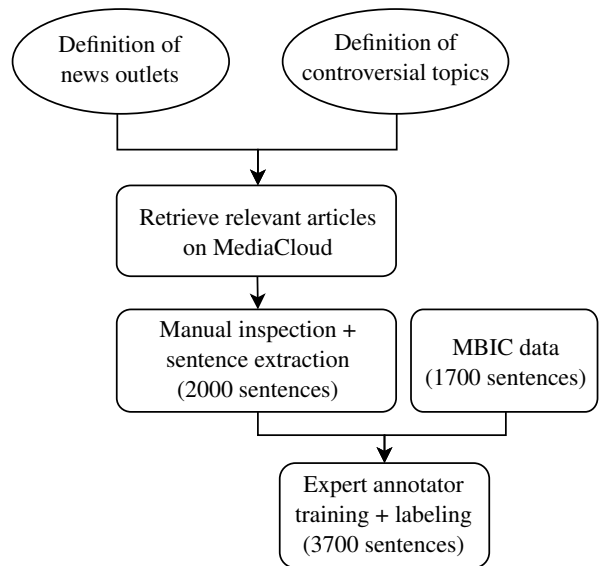 Definition of
news outlets
Definition of
controversial topics
Retrieve relevant articles
on MediaCloud
Manual inspection +
sentence extraction
(2000 sentences)
MBIC data
(1700 sentences)
Expert annotator
training + labeling
(3700 sentences)